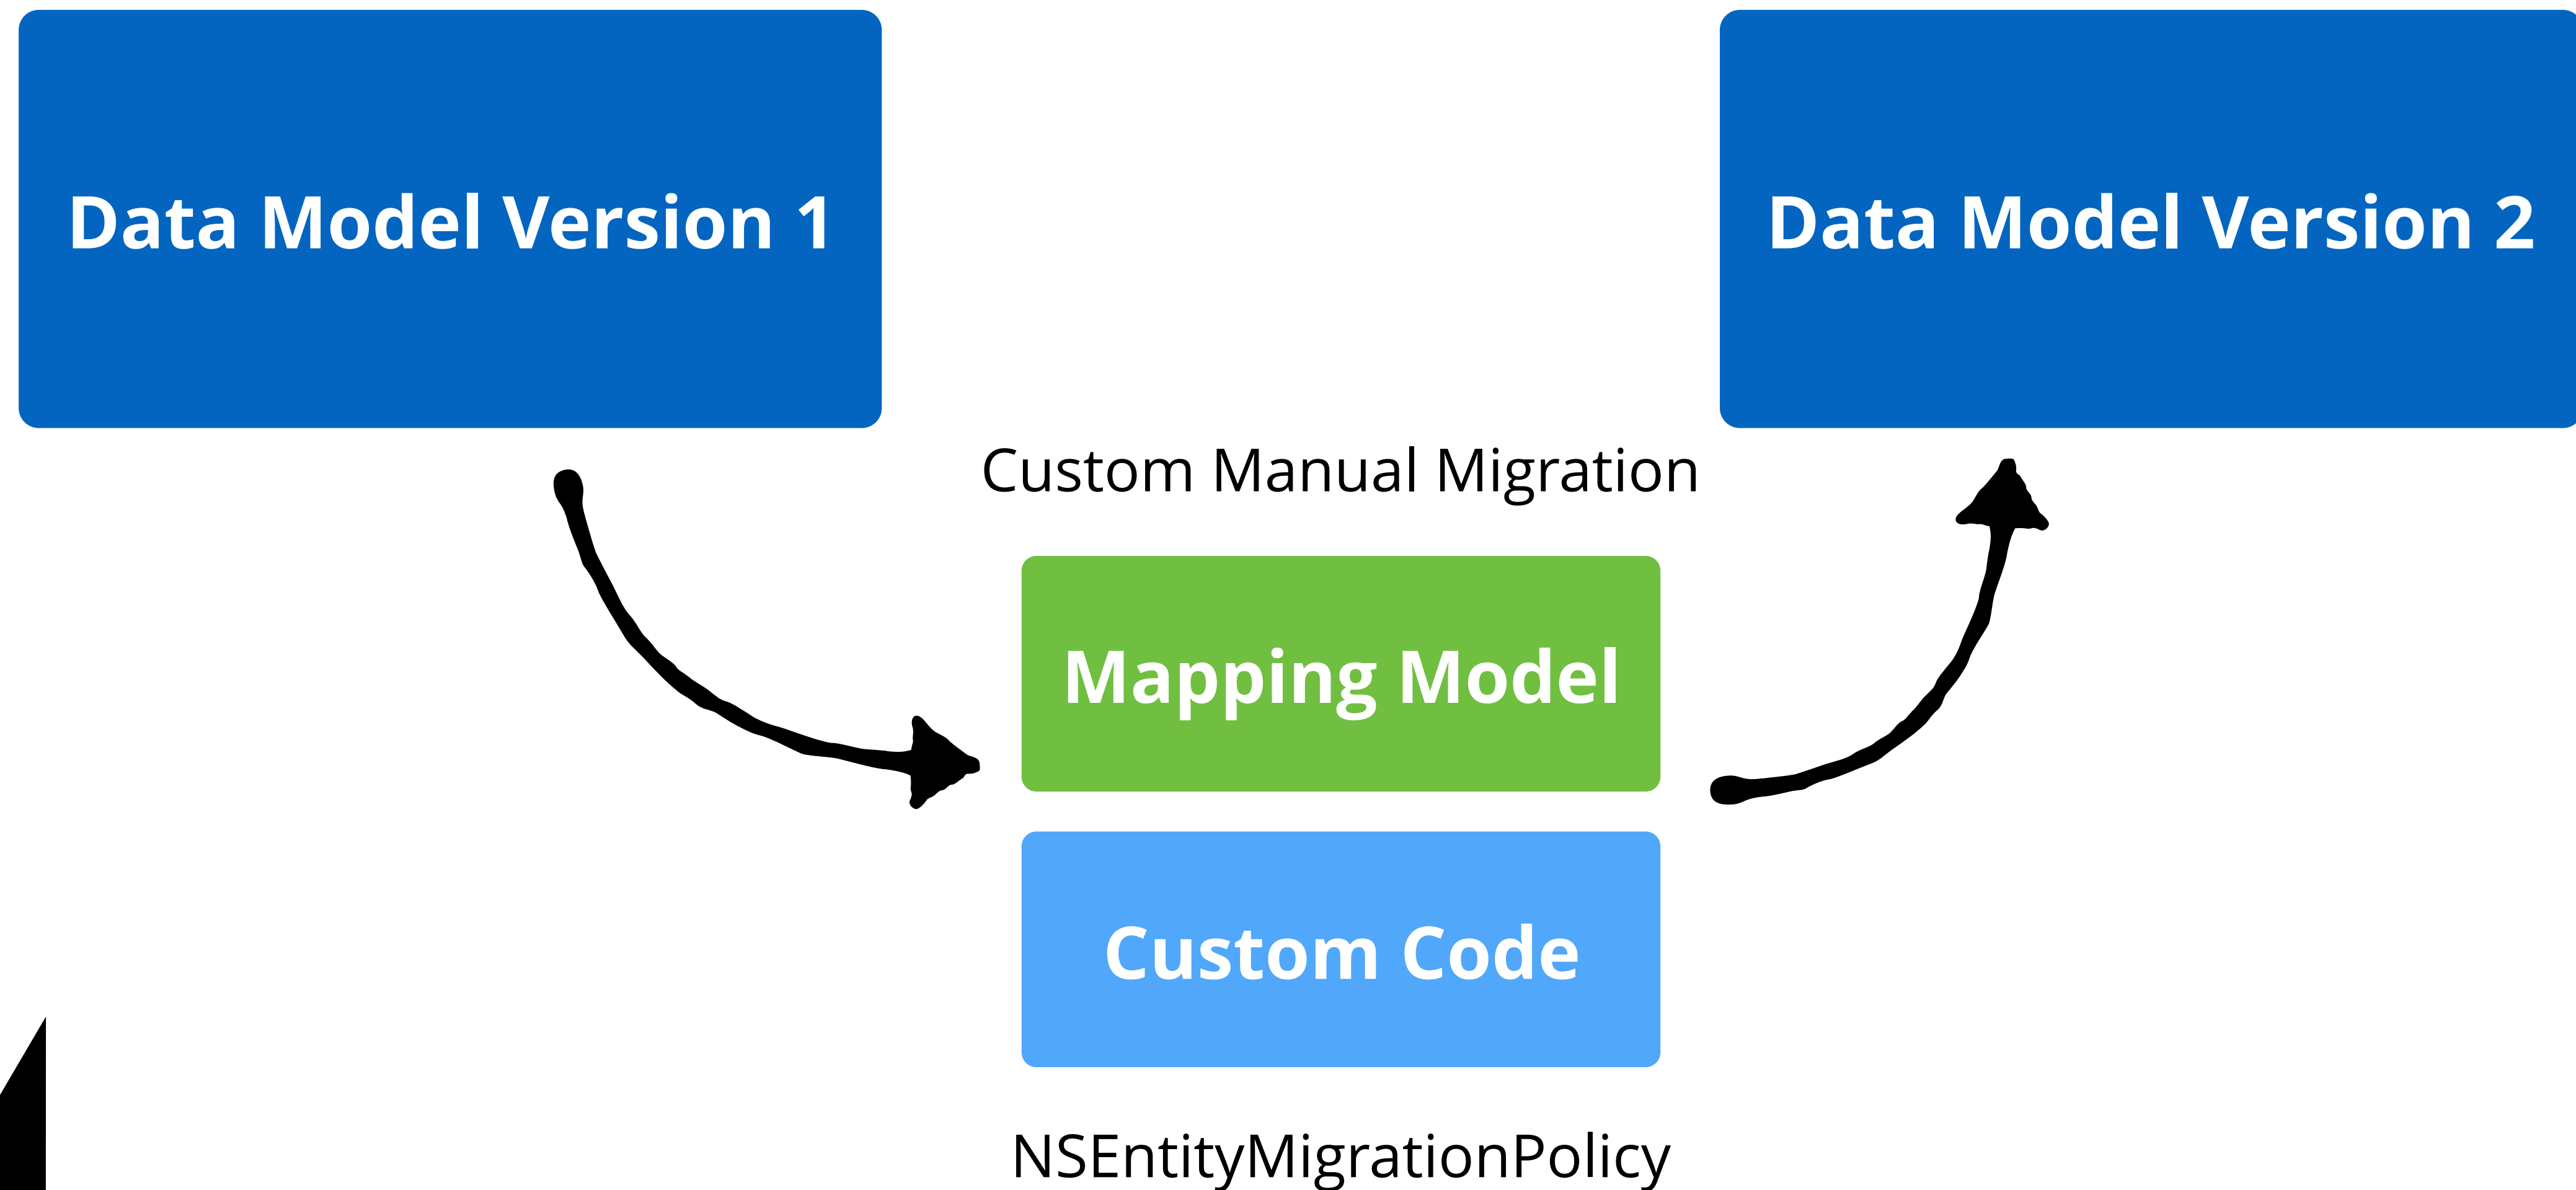 Data Model Version 1
Data Model Version 2
Custom Manual Migration
Mapping Model
Custom Code
NSEntityMigrationPolicy